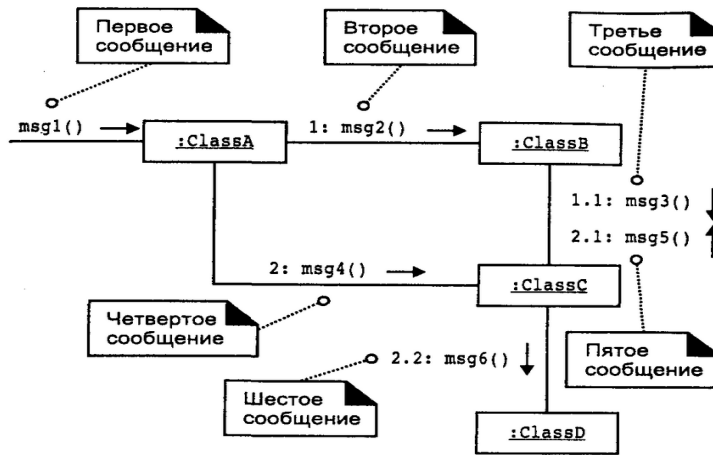 Первое
сообщение
Второе
сообщение
Третье
сообщение
msg1()
:ClassA
1: msg2()
:ClassB
1.1: msg3()
2.1: msg5()
2: msg4()
:ClassC
Четвертое
сообщение
2.2: msg6()
Пятое
сообщение
Шестое
сообщение
:ClassD